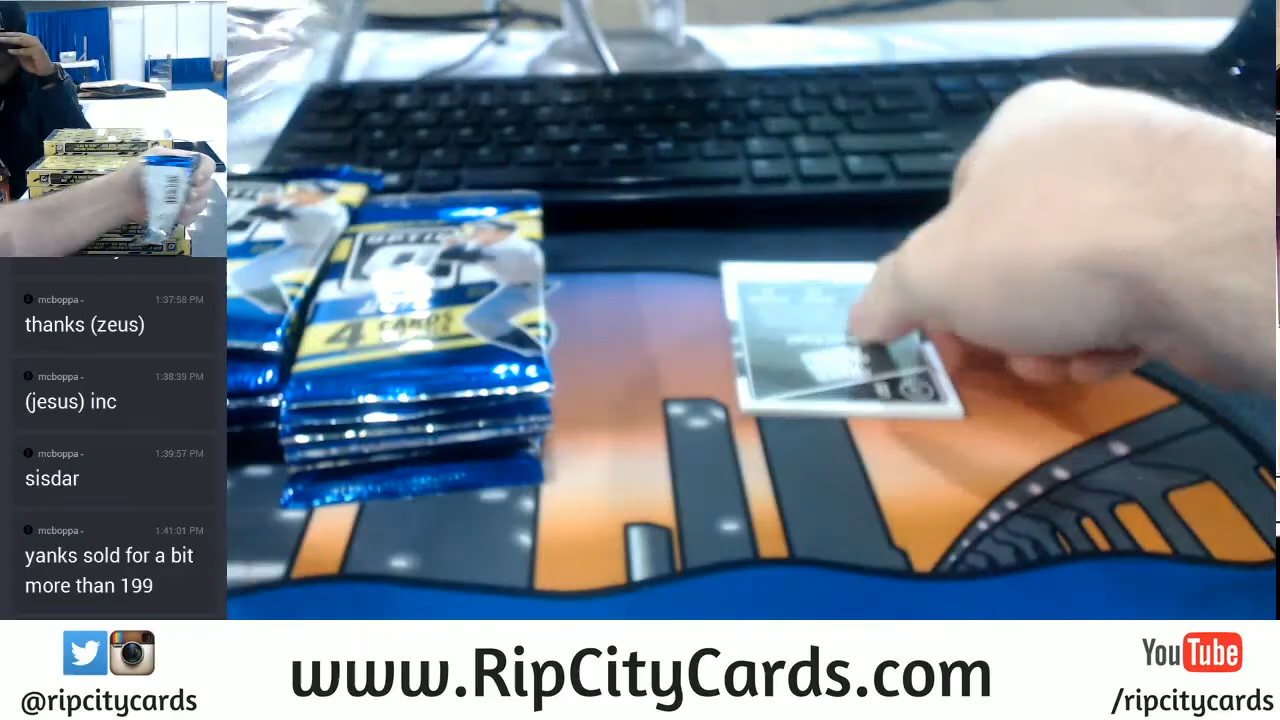 mcboppa-
1:37:58 PM
thanks (zeus)
mcboppa-
1:38:39 PM
(jesus) inc
mcboppa-
1:39:57 PM
sisdar
mcboppa-
1:41:01 PM
yanks sold for a bit
more than 199
4 CARDS
@ripcitycards
www.RipCityCards.com
YouTube
/ripcitycards